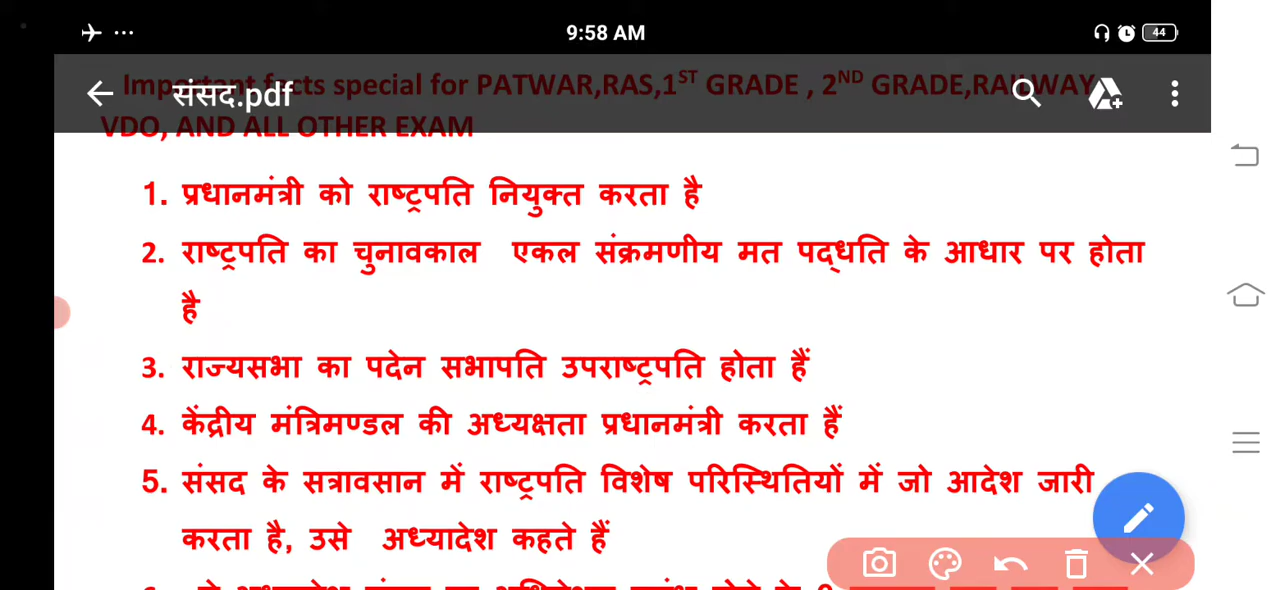 9:58 AM
44
Important facts special for PATWAR,RAS,1ST GRADE , 2ND GRADE,RAILWAY
संसद.pdf
VDO, AND ALL OTHER EXAM
1. प्रधानमंत्री को राष्ट्रपति नियुक्त करता है
2. राष्ट्रपति का चुनावकाल एकल संक्रमणीय मत पद्धति के आधार पर होता
है
3. राज्यसभा का पदेन सभापति उपराष्ट्रपति होता हैं
4. केंद्रीय मंत्रिमण्डल की अध्यक्षता प्रधानमंत्री करता हैं
5. संसद के सत्रावसान में राष्ट्रपति विशेष परिस्थितियों में जो आदेश जारी
करता है, उसे अध्यादेश कहते हैं